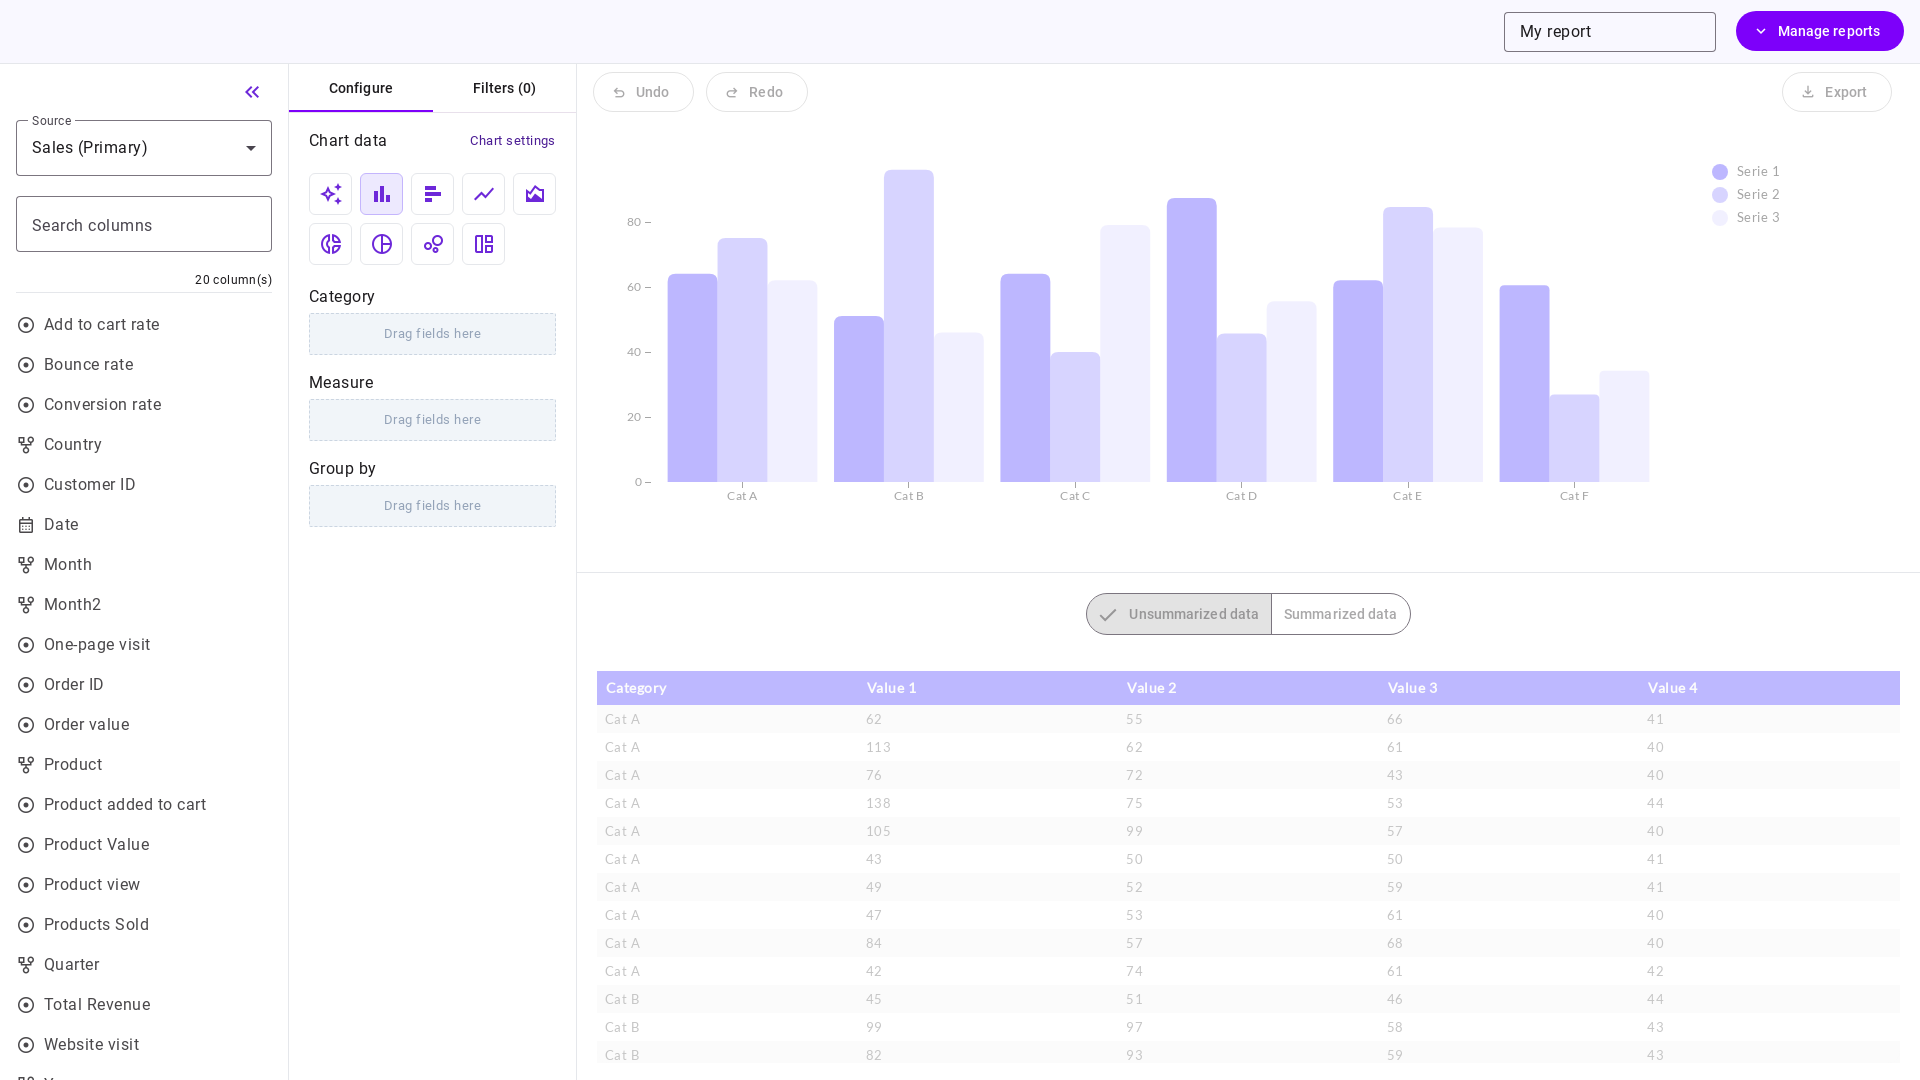 My report
Manage reports
Source
Sales (Primary)
Search columns
20 column(s)
Add to cart rate
Bounce rate
Conversion rate
Country
Customer ID
Date
Month
Month2
One-page visit
Order ID
Order value
Product
Product added to cart
Product Value
Product view
Products Sold
Quarter
Total Revenue
Website visit
Configure
Filters (0)
Chart data
Chart settings
Category
Drag fields here
Measure
Drag fields here
Group by
Drag fields here
Undo
Redo
Export
80
60
40
20
0
Cat A
Cat B
Cat C
Cat D
Cat E
Cat F
Serie 1
Serie 2
Serie 3
Unsummarized data
Summarized data
Category Value 1 Value 2 Value 3 Value 4
Cat A 62 55 66 41
Cat A 113 62 61 40
Cat A 76 72 43 40
Cat A 138 75 53 44
Cat A 105 99 57 40
Cat A 43 50 50 41
Cat A 49 52 59 41
Cat A 47 53 61 40
Cat A 84 57 68 40
Cat A 42 74 61 42
Cat B 45 51 46 44
Cat B 99 97 58 43
Cat B 82 93 59 43